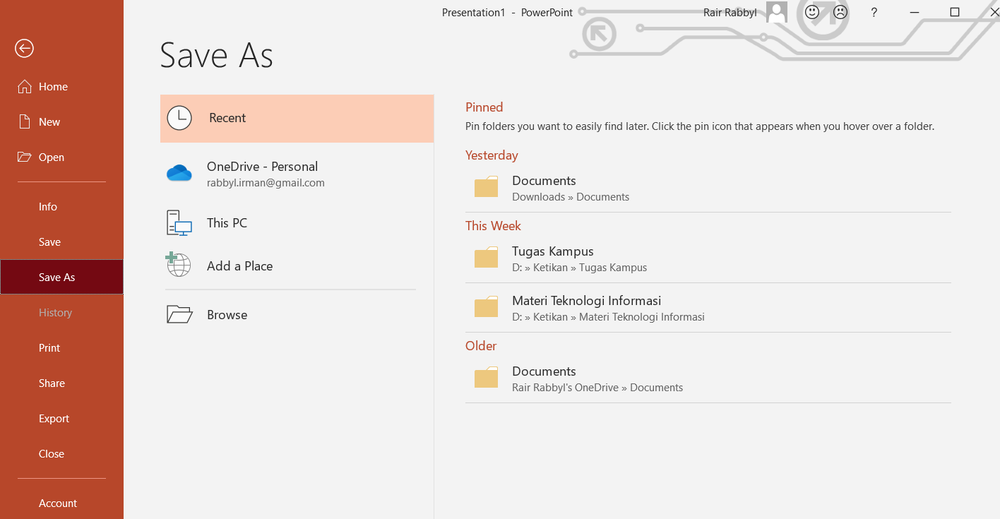 Presentation1 - PowerPoint
Rair Rabbyl
?
Home
New
Open
Info
Save
Save As
History
Print
Share
Export
Close
Account
Save As
Recent
OneDrive - Personal
rabbyl.irman@gmail.com
This PC
Add a Place
Browse
Pinned
Pin folders you want to easily find later. Click the pin icon that appears when you hover over a folder.
Yesterday
Documents
Downloads » Documents
This Week
Tugas Kampus
D: » Ketikan » Tugas Kampus
Materi Teknologi Informasi
D: » Ketikan » Materi Teknologi Informasi
Older
Documents
Rair Rabbyl's OneDrive » Documents